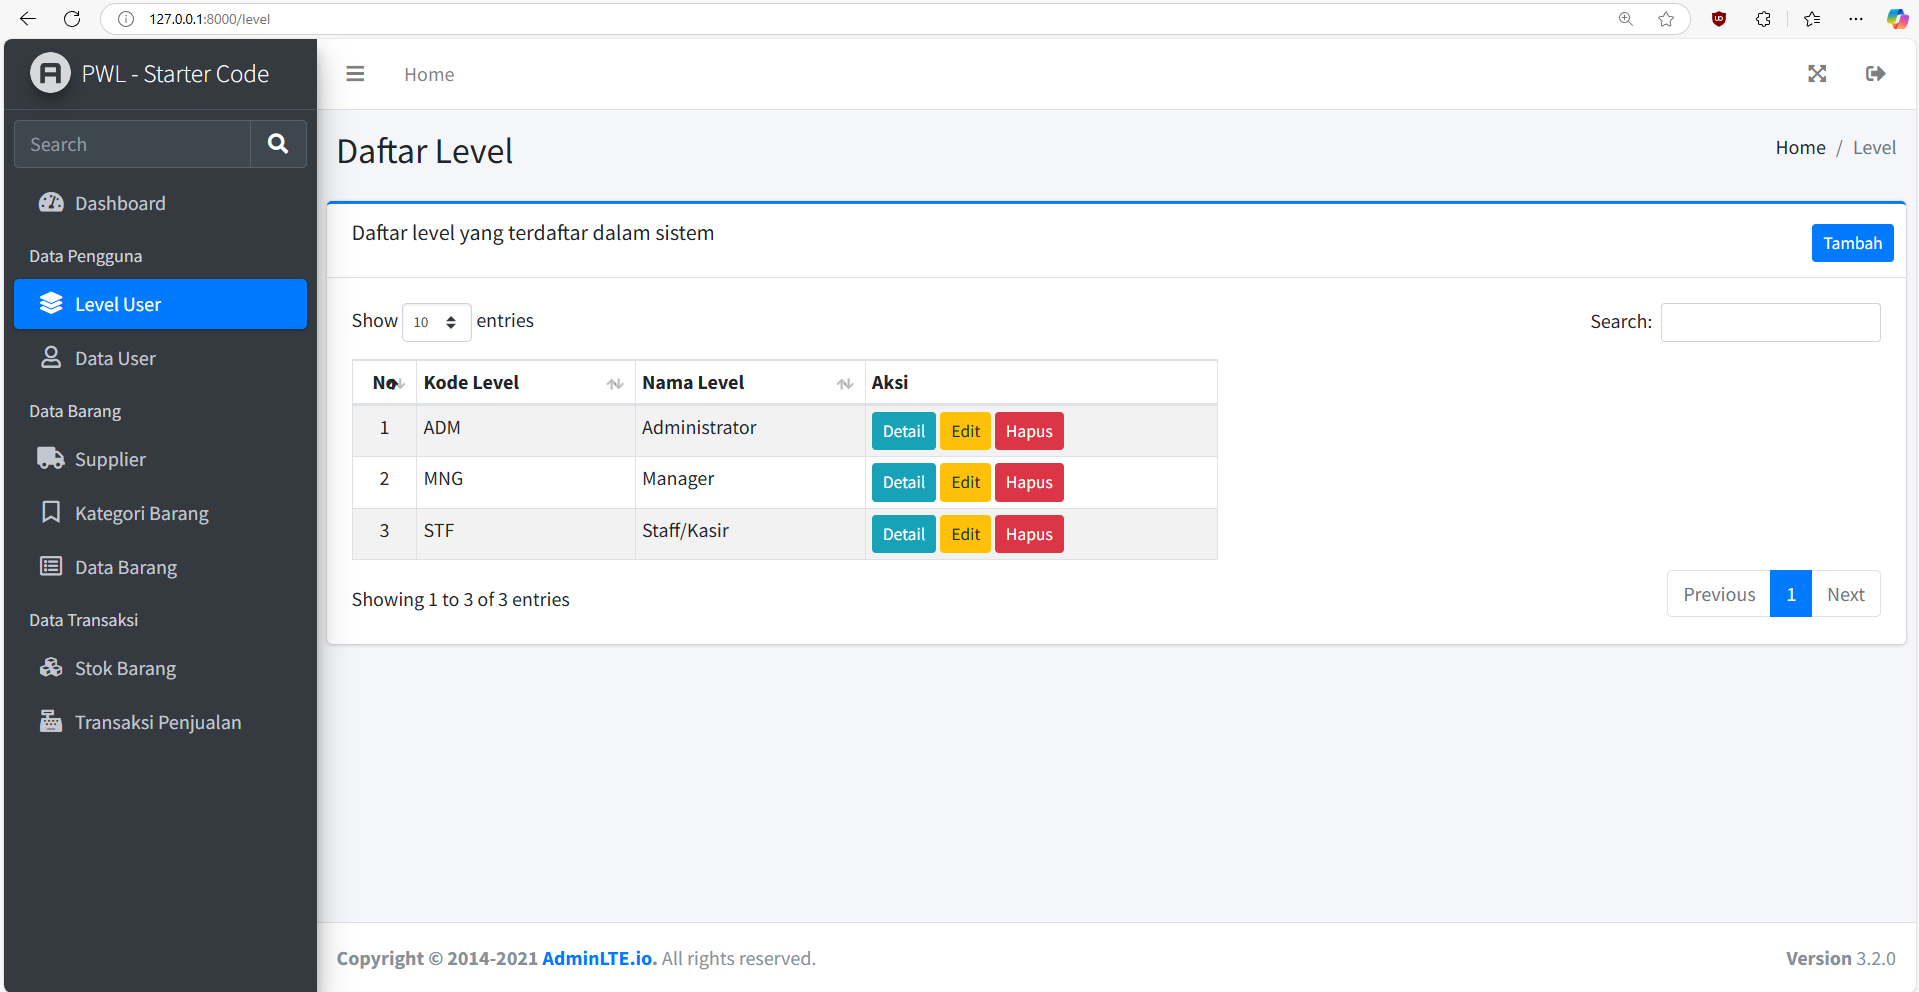 127.0.0.1:8000/level
PWL - Starter Code
Home
Search
Dashboard
Data Pengguna
Level User
Data User
Data Barang
Supplier
Kategori Barang
Data Barang
Data Transaksi
Stok Barang
Transaksi Penjualan
Daftar Level
Home / Level
Daftar level yang terdaftar dalam sistem
Tambah
Show 10 entries
Search:
No Kode Level Nama Level Aksi
1 ADM Administrator Detail Edit Hapus
2 MNG Manager Detail Edit Hapus
3 STF Staff/Kasir Detail Edit Hapus
Showing 1 to 3 of 3 entries
Previous 1 Next
Copyright © 2014-2021 AdminLTE.io. All rights reserved.
Version 3.2.0